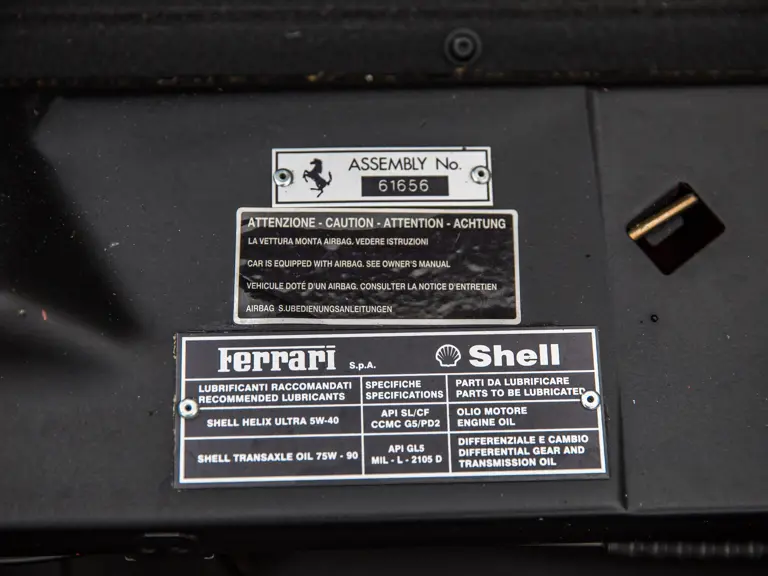 ASSEMBLY No.
61656
ATTENZIONE - CAUTION - ATTENTION - ACHTUNG
LA VETTURA MONTA AIRBAG. VEDERE ISTRUZIONI
CAR IS EQUIPPED WITH AIRBAG. SEE OWNER'S MANUAL
VEHICULE DOTÉ D'UN AIRBAG. CONSULTER LA NOTICE D'ENTRETIEN
AIRBAG S.UBEDIENUNGSANLEITUNGEN
Ferrari S.p.A. Shell
LUBRIFICANTI RACCOMANDATI SPECIFICHE PARTI DA LUBRIFICARE
RECOMMENDED LUBRICANTS SPECIFICATIONS PARTS TO BE LUBRICATED
SHELL HELIX ULTRA 5W-40 API SL/CF OLIO MOTORE
CCMC G5/PD2 ENGINE OIL
SHELL TRANSAXLE OIL 75W - 90 API GL5 DIFFERENZIALE E CAMBIO
MIL - L - 2105 D DIFFERENTIAL GEAR AND
TRANSMISSION OIL